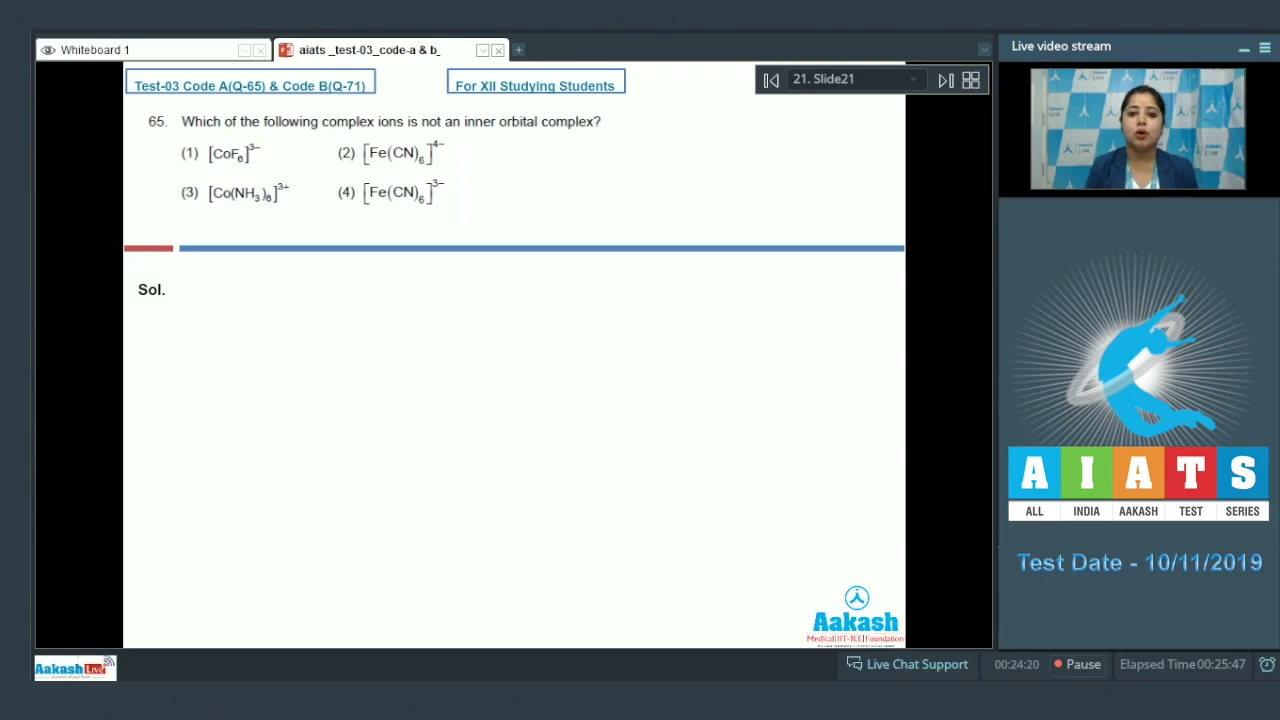 Whiteboard 1
aiats _test-03_code-a & b_
Live video stream
Test-03 Code A(Q-65) & Code B(Q-71)
For XII Studying Students
21. Slide21
65. Which of the following complex ions is not an inner orbital complex?
(1) [CoF₆]³⁻ (2) [Fe(CN)₆]⁴⁻
(3) [Co(NH₃)₆]³⁺ (4) [Fe(CN)₆]³⁻
Sol.
A I A T S
ALL INDIA AAKASH TEST SERIES
Test Date - 10/11/2019
Aakash
Medical|IIT-JEE|Foundation
Aakash Live
Live Chat Support
00:24:20
Pause
Elapsed Time 00:25:47